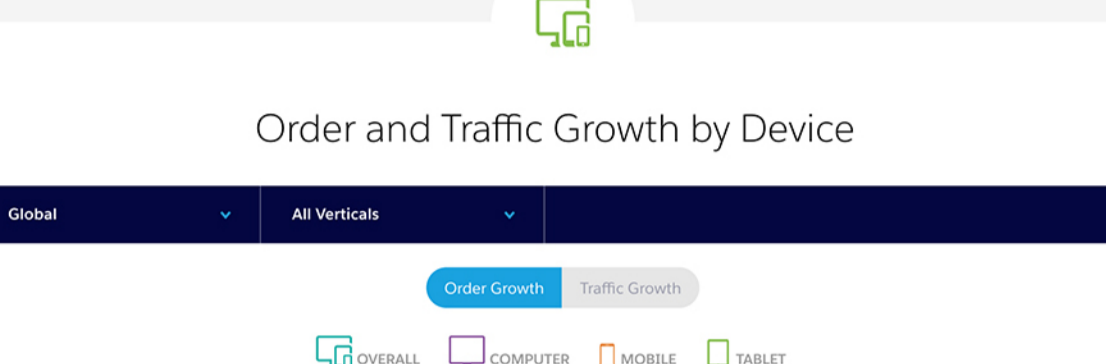 Order and Traffic Growth by Device
Global All Verticals
Order Growth Traffic Growth
OVERALL COMPUTER MOBILE TABLET